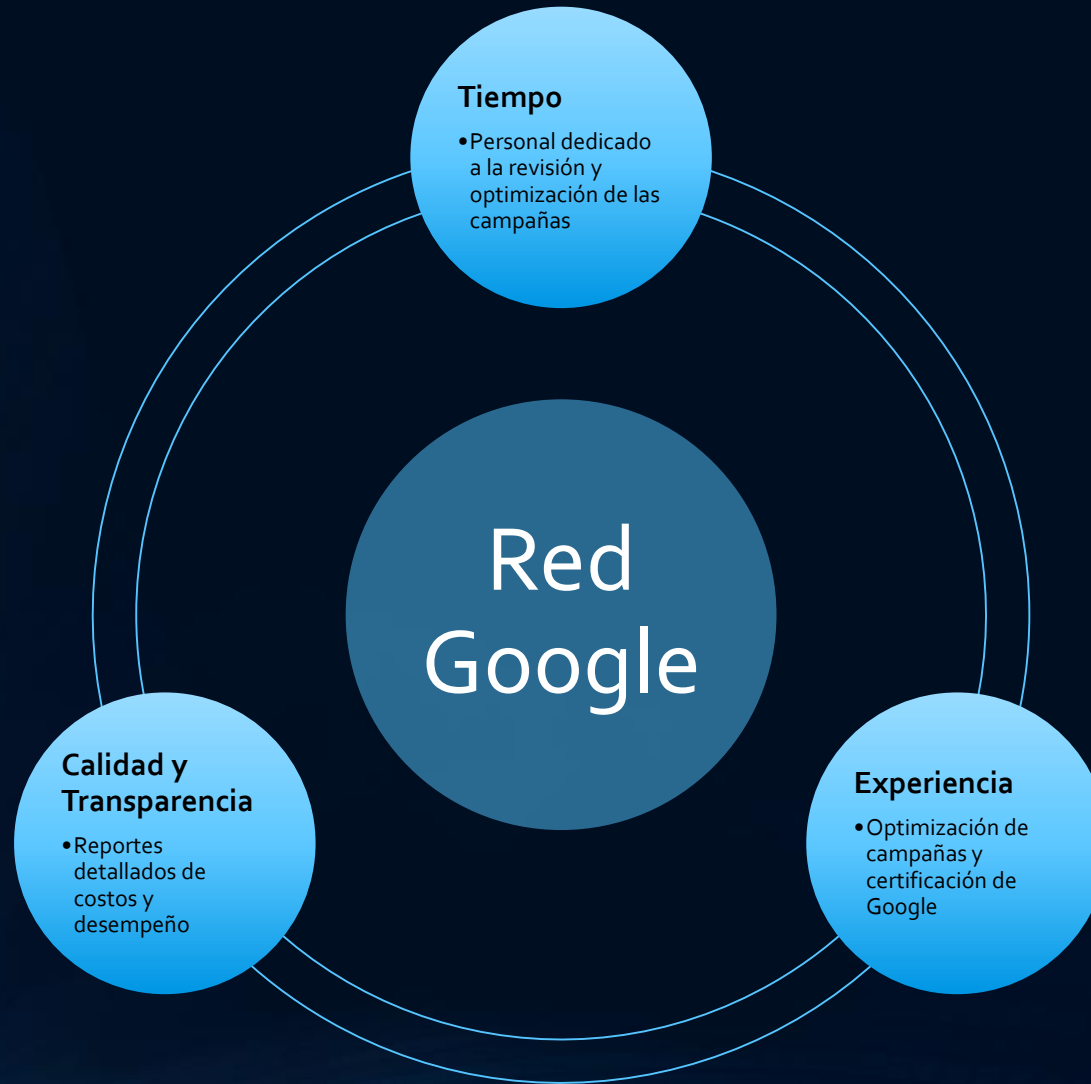 Tiempo
•Personal dedicado
a la revisión y
optimización de las
campañas
Red
Google
Calidad y
Transparencia
•Reportes
detallados de
costos y
desempeño
Experiencia
•Optimización de
campañas y
certificación de
Google